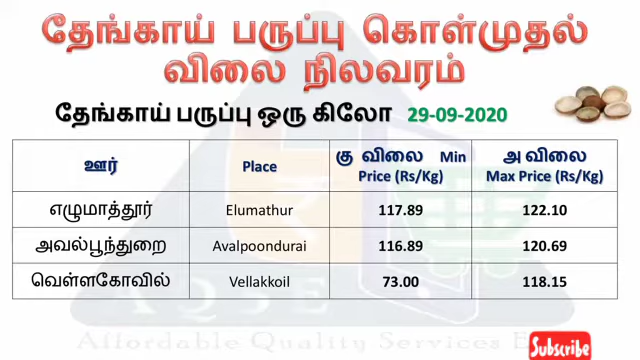 தேங்காய் பருப்பு கொள்முதல்
விலை நிலவரம்
தேங்காய் பருப்பு ஒரு கிலோ 29-09-2020
ஊர் Place கு விலை Min Price (Rs/Kg) அ விலை Max Price (Rs/Kg)
எழுமாத்தூர் Elumathur 117.89 122.10
அவல்பூந்துறை Avalpoondurai 116.89 120.69
வெள்ளகோவில் Vellakkoil 73.00 118.15
AQSE
Affordable Quality Services E
Subscribe